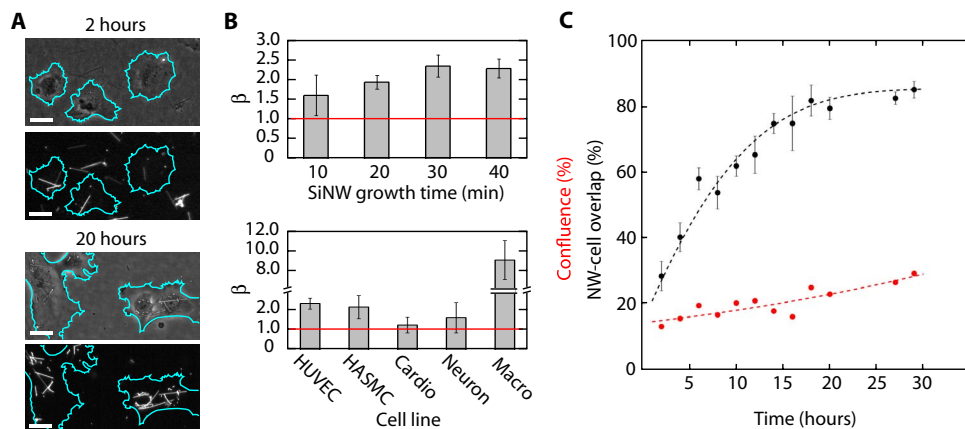 A
2 hours
20 hours
B
3.0
2.5
2.0
1.5
1.0
0.5
0
β
10 20 30 40
SiNW growth time (min)
12.0
8.0
2.0
1.0
0
β
HUVEC
HASMC
Cardio
Neuron
Macro
Cell line
C
100
80
60
40
20
0
Confluence (%)
NW-cell overlap (%)
5 10 15 20 25 30
Time (hours)